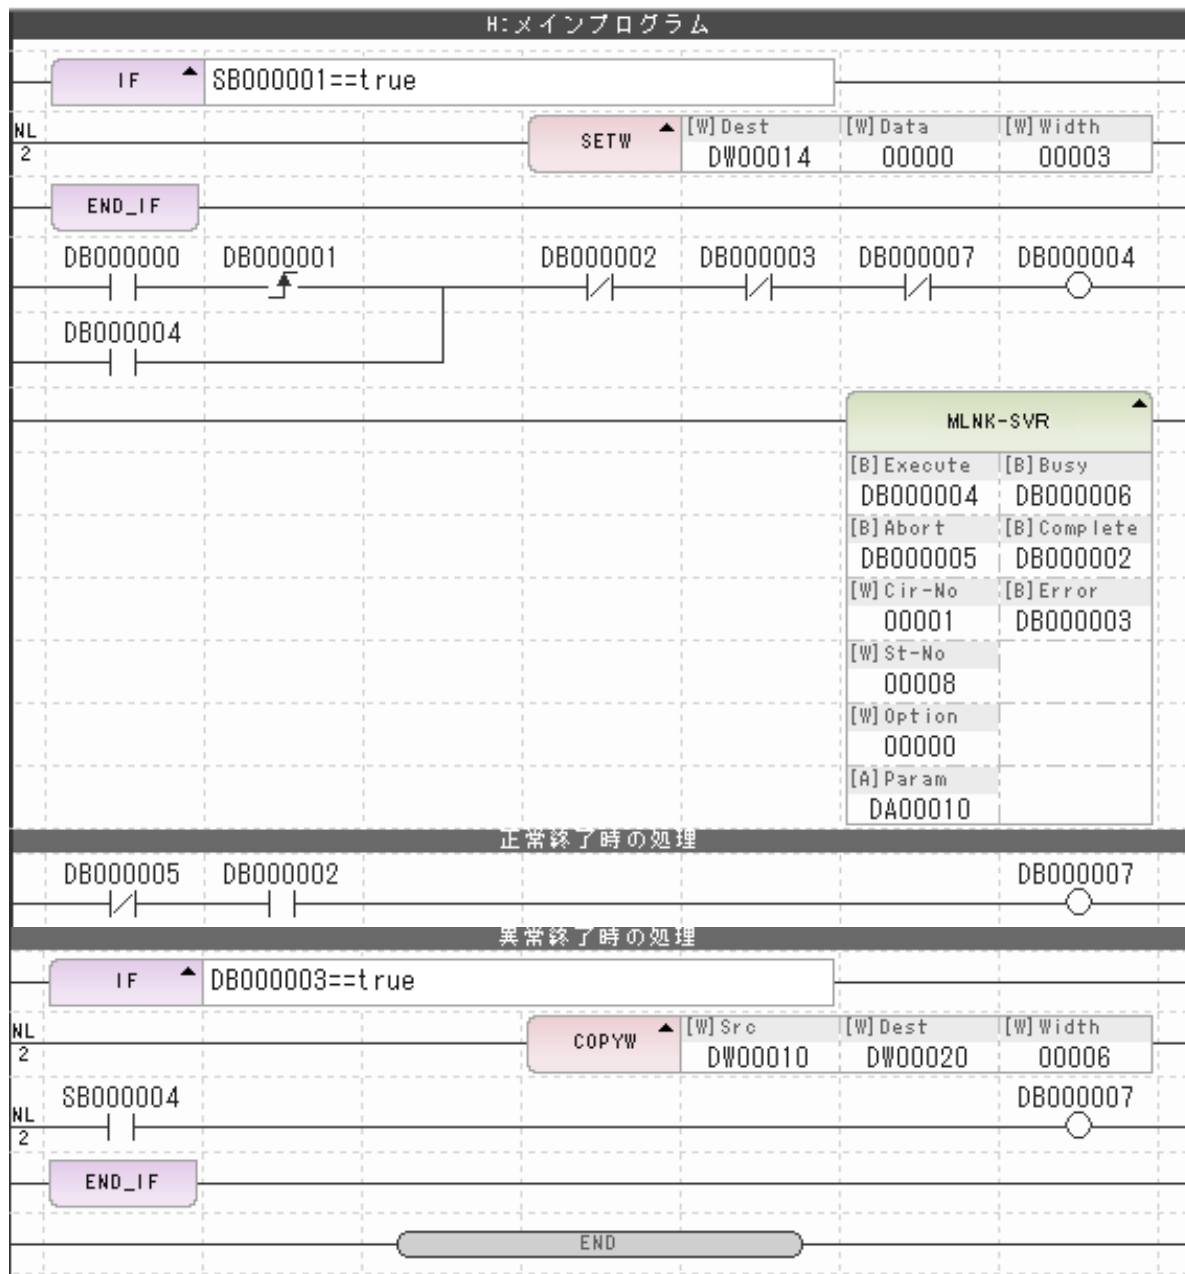 H:メインプログラム
IF SB000001==true
NL 2 SETW [W]Dest DW00014 [W]Data 00000 [W]Width 00003
END_IF
DB000000 DB000001 DB000002 DB000003 DB000007 DB000004
DB000004
MLNK-SVR
[B]Execute [B]Busy
DB000004 DB000006
[B]Abort [B]Complete
DB000005 DB000002
[W]Cir-No [B]Error
00001 DB000003
[W]St-No
00008
[W]Option
00000
[A]Param
DA00010
正常終了時の処理
DB000005 DB000002 DB000007
異常終了時の処理
IF DB000003==true
NL 2 COPYW [W]Src DW00010 [W]Dest DW00020 [W]Width 00006
NL 2 SB000004 DB000007
END_IF
END